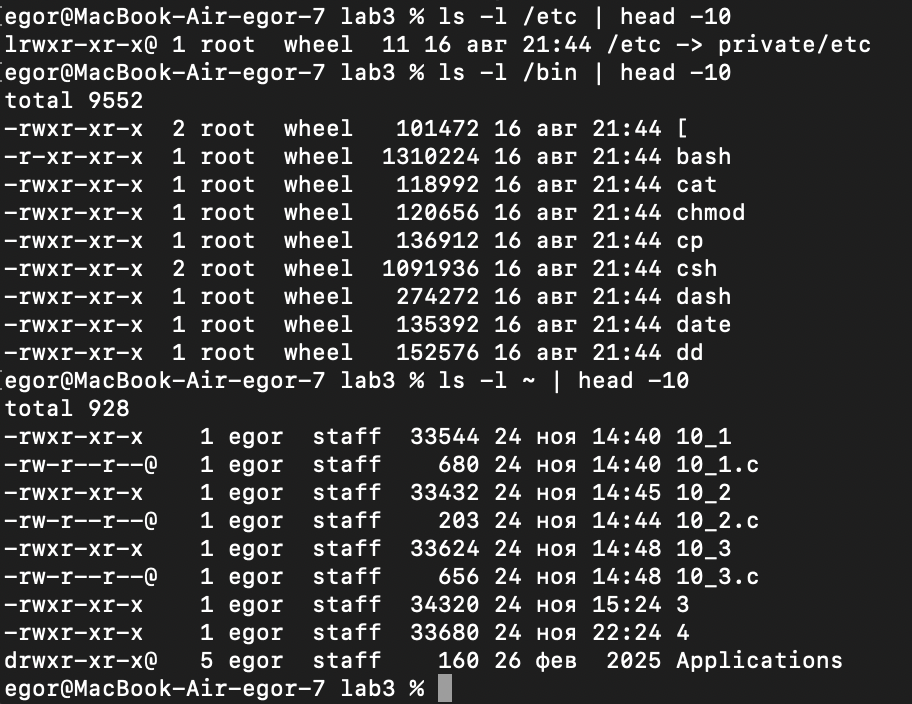 [egor@MacBook-Air-egor-7 lab3 % ls -l /etc | head -10
lrwxr-xr-x@ 1 root  wheel  11 16 авг 21:44 /etc -> private/etc
[egor@MacBook-Air-egor-7 lab3 % ls -l /bin | head -10
total 9552
-rwxr-xr-x  2 root  wheel   101472 16 авг 21:44 [
-r-xr-xr-x  1 root  wheel  1310224 16 авг 21:44 bash
-rwxr-xr-x  1 root  wheel   118992 16 авг 21:44 cat
-rwxr-xr-x  1 root  wheel   120656 16 авг 21:44 chmod
-rwxr-xr-x  1 root  wheel   136912 16 авг 21:44 cp
-rwxr-xr-x  2 root  wheel  1091936 16 авг 21:44 csh
-rwxr-xr-x  1 root  wheel   274272 16 авг 21:44 dash
-rwxr-xr-x  1 root  wheel   135392 16 авг 21:44 date
-rwxr-xr-x  1 root  wheel   152576 16 авг 21:44 dd
[egor@MacBook-Air-egor-7 lab3 % ls -l ~ | head -10
total 928
-rwxr-xr-x    1 egor  staff  33544 24 ноя 14:40 10_1
-rw-r--r--@   1 egor  staff    680 24 ноя 14:40 10_1.c
-rwxr-xr-x    1 egor  staff  33432 24 ноя 14:45 10_2
-rw-r--r--@   1 egor  staff    203 24 ноя 14:44 10_2.c
-rwxr-xr-x    1 egor  staff  33624 24 ноя 14:48 10_3
-rw-r--r--@   1 egor  staff    656 24 ноя 14:48 10_3.c
-rwxr-xr-x    1 egor  staff  34320 24 ноя 15:24 3
-rwxr-xr-x    1 egor  staff  33680 24 ноя 22:24 4
drwxr-xr-x@   5 egor  staff    160 26 фев  2025 Applications
egor@MacBook-Air-egor-7 lab3 %